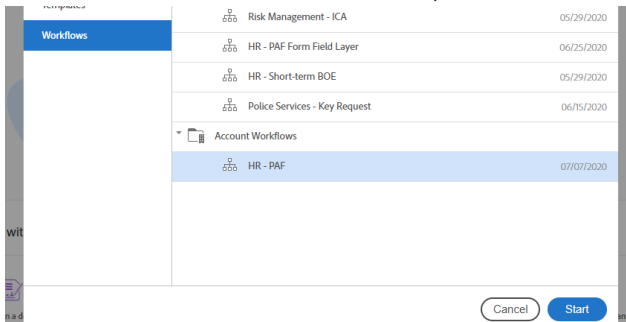 Templates
Risk Management - ICA 05/29/2020
Workflows
HR - PAF Form Field Layer 06/25/2020
HR - Short-term BOE 05/29/2020
Police Services - Key Request 06/15/2020
Account Workflows
HR - PAF 07/07/2020
wit
Cancel Start
n a d